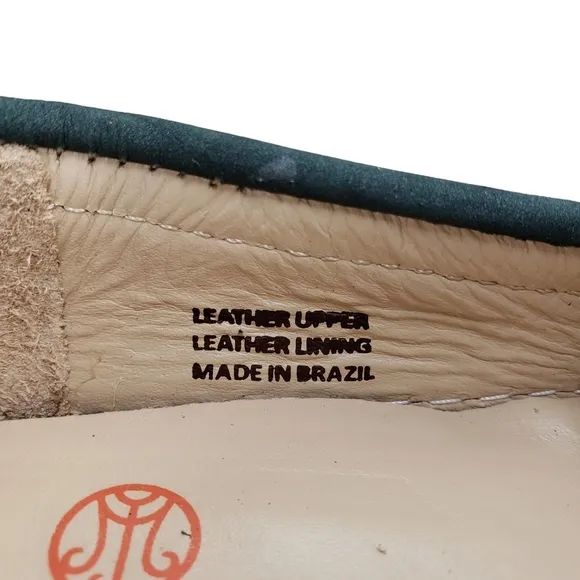 LEATHER UPPER
LEATHER LINING
MADE IN BRAZIL